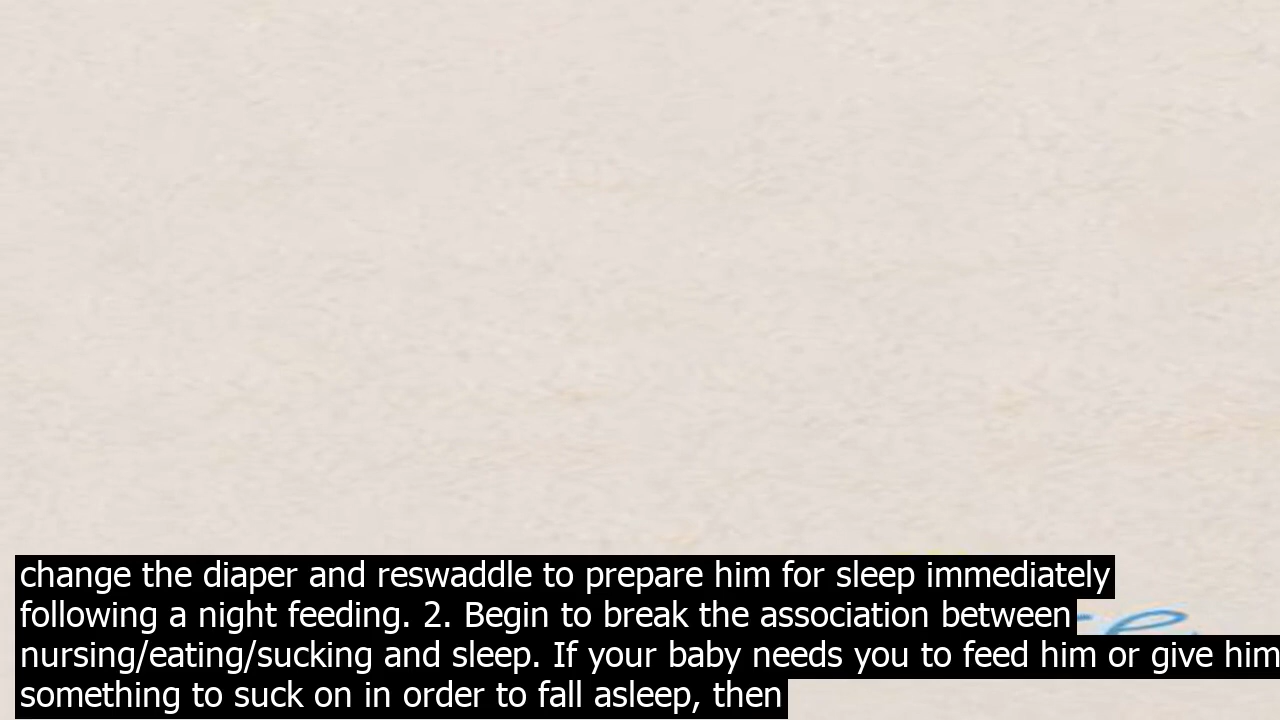 change the diaper and reswaddle to prepare him for sleep immediately
following a night feeding. 2. Begin to break the association between
nursing/eating/sucking and sleep. If your baby needs you to feed him or give him
something to suck on in order to fall asleep, then